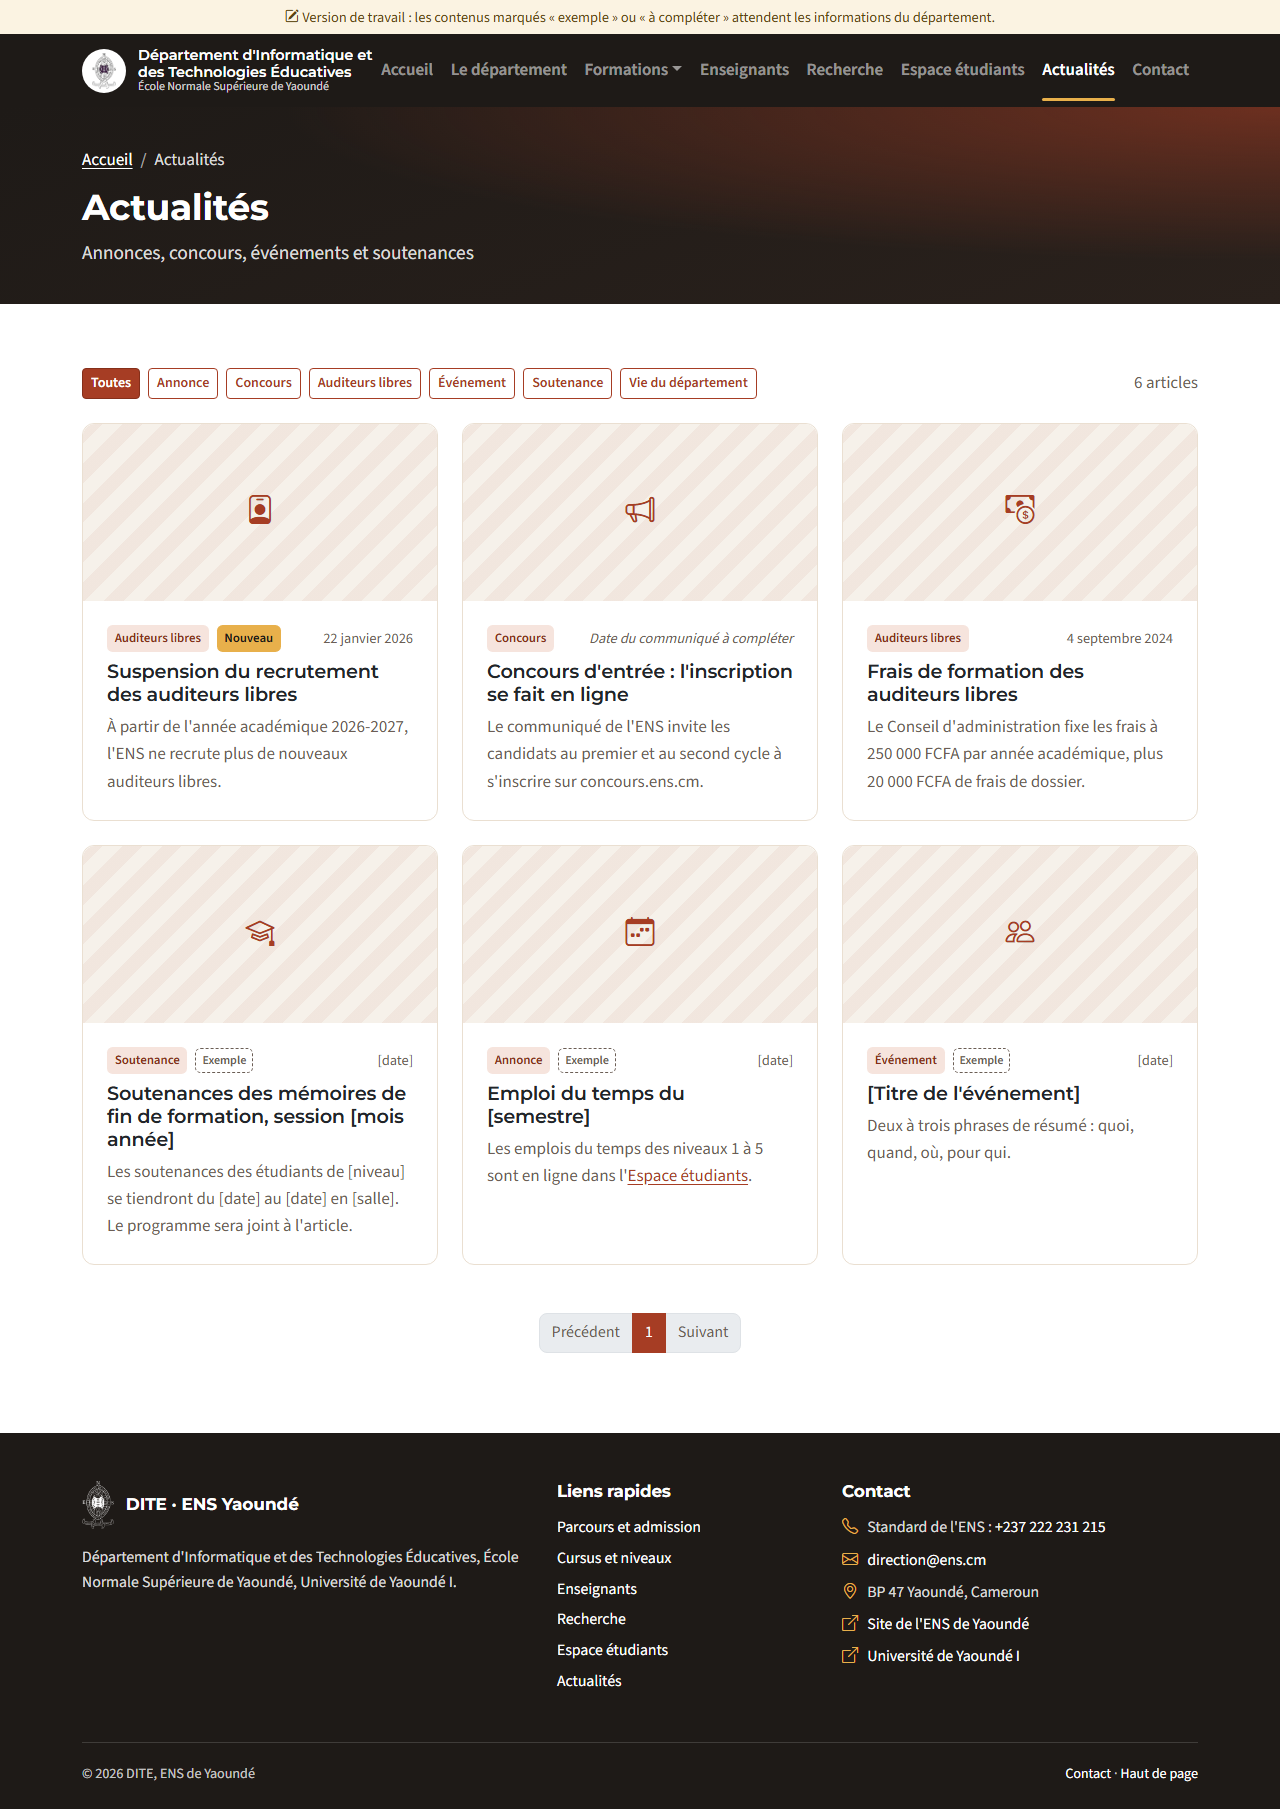 Version de travail : les contenus marqués « exemple » ou « à compléter » attendent les informations du département.
Département d'Informatique et
des Technologies Éducatives
École Normale Supérieure de Yaoundé
Accueil Le département Formations Enseignants Recherche Espace étudiants Actualités Contact
Accueil / Actualités
Actualités
Annonces, concours, événements et soutenances
Toutes Annonce Concours Auditeurs libres Événement Soutenance Vie du département 6 articles
Auditeurs libres Nouveau 22 janvier 2026
Suspension du recrutement
des auditeurs libres
À partir de l'année académique 2026-2027,
l'ENS ne recrute plus de nouveaux
auditeurs libres.
Concours Date du communiqué à compléter
Concours d'entrée : l'inscription
se fait en ligne
Le communiqué de l'ENS invite les
candidats au premier et au second cycle à
s'inscrire sur concours.ens.cm.
Auditeurs libres 4 septembre 2024
Frais de formation des
auditeurs libres
Le Conseil d'administration fixe les frais à
250 000 FCFA par année académique, plus
20 000 FCFA de frais de dossier.
Soutenance Exemple [date]
Soutenances des mémoires de
fin de formation, session [mois
année]
Les soutenances des étudiants de [niveau]
se tiendront du [date] au [date] en [salle].
Le programme sera joint à l'article.
Annonce Exemple [date]
Emploi du temps du
[semestre]
Les emplois du temps des niveaux 1 à 5
sont en ligne dans l'Espace étudiants.
Événement Exemple [date]
[Titre de l'événement]
Deux à trois phrases de résumé : quoi,
quand, où, pour qui.
Précédent 1 Suivant
DITE · ENS Yaoundé
Département d'Informatique et des Technologies Éducatives, École
Normale Supérieure de Yaoundé, Université de Yaoundé I.
Liens rapides
Parcours et admission
Cursus et niveaux
Enseignants
Recherche
Espace étudiants
Actualités
Contact
Standard de l'ENS : +237 222 231 215
direction@ens.cm
BP 47 Yaoundé, Cameroun
Site de l'ENS de Yaoundé
Université de Yaoundé I
© 2026 DITE, ENS de Yaoundé
Contact · Haut de page